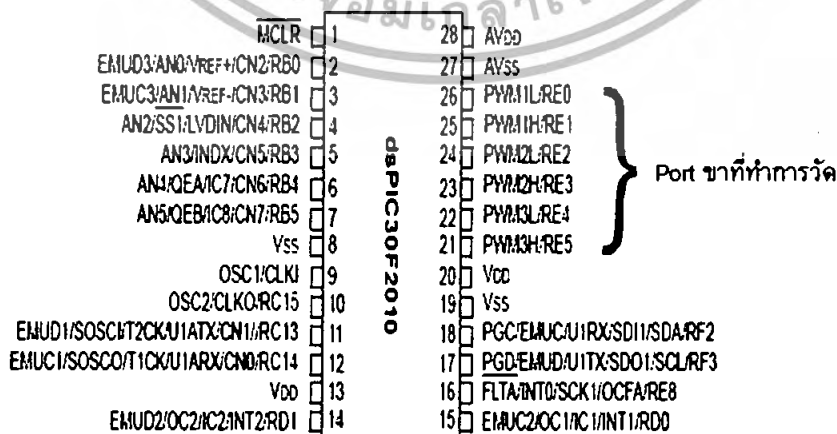 MCLR 1
EMUD3/AN0/VREF+/CN2/RB0 2
EMUC3/AN1/VREF-/CN3/RB1 3
AN2/SS1/LVDIN/CN4/RB2 4
AN3/INDX/CN5/RB3 5
AN4/QEA/IC7/CN6/RB4 6
AN5/QEB/IC8/CN7/RB5 7
VSS 8
OSC1/CLKI 9
OSC2/CLKO/RC15 10
EMUD1/SOSCI/T2CK/U1ATX/CN1/RC13 11
EMUC1/SOSCO/T1CK/U1ARX/CN0/RC14 12
VDD 13
EMUD2/OC2/IC2/INT2/RD1 14
dsPIC30F2010
28 AVDD
27 AVSS
26 PWM1L/RE0
25 PWM1H/RE1
24 PWM2L/RE2
23 PWM2H/RE3
22 PWM3L/RE4
21 PWM3H/RE5
20 VDD
19 VSS
18 PGC/EMUC/U1RX/SDI1/SDA/RF2
17 PGD/EMUD/U1TX/SDO1/SCL/RF3
16 FLTA/INT0/SCK1/OCFA/RE8
15 EMUC2/OC1/IC1/INT1/RD0
Port ขาที่ทำการวัด